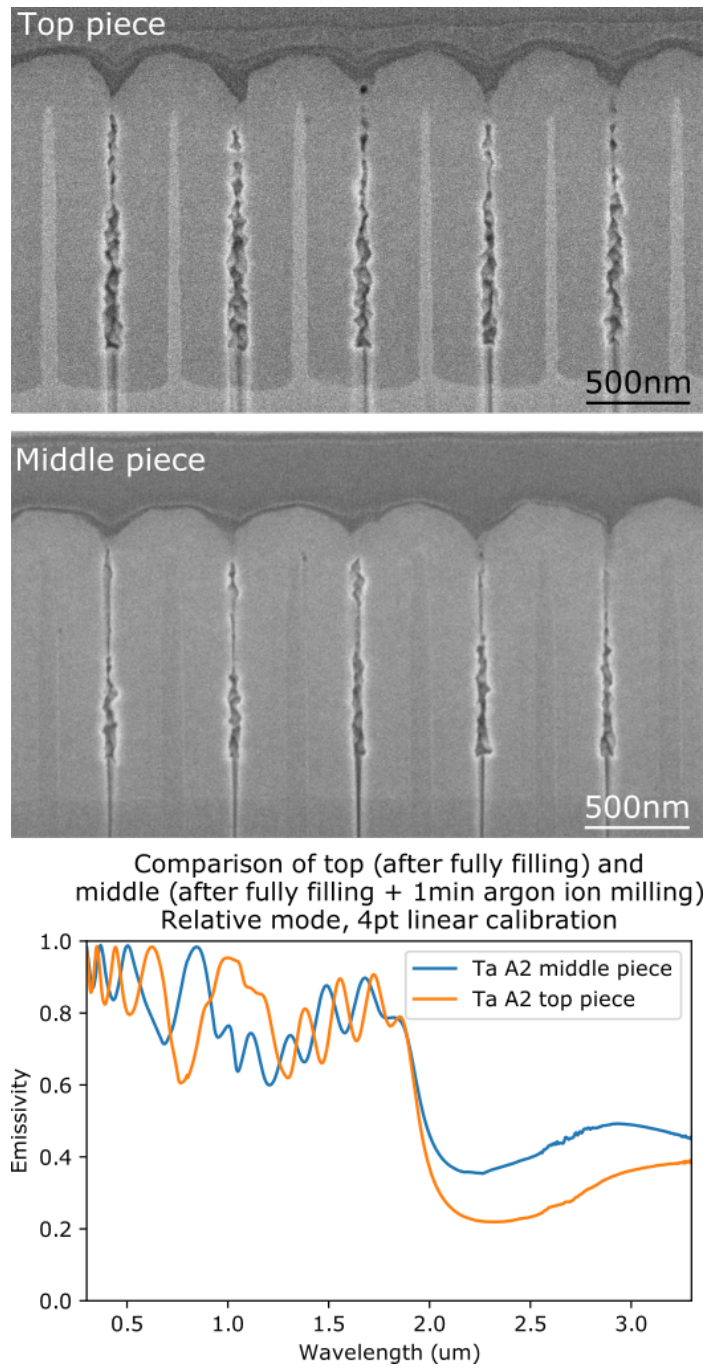 Top piece
500nm
Middle piece
500nm
Comparison of top (after fully filling) and
middle (after fully filling + 1min argon ion milling)
Relative mode, 4pt linear calibration
1.0
0.8
0.6
0.4
0.2
0.0
Emissivity
Ta A2 middle piece
Ta A2 top piece
0.5 1.0 1.5 2.0 2.5 3.0
Wavelength (um)